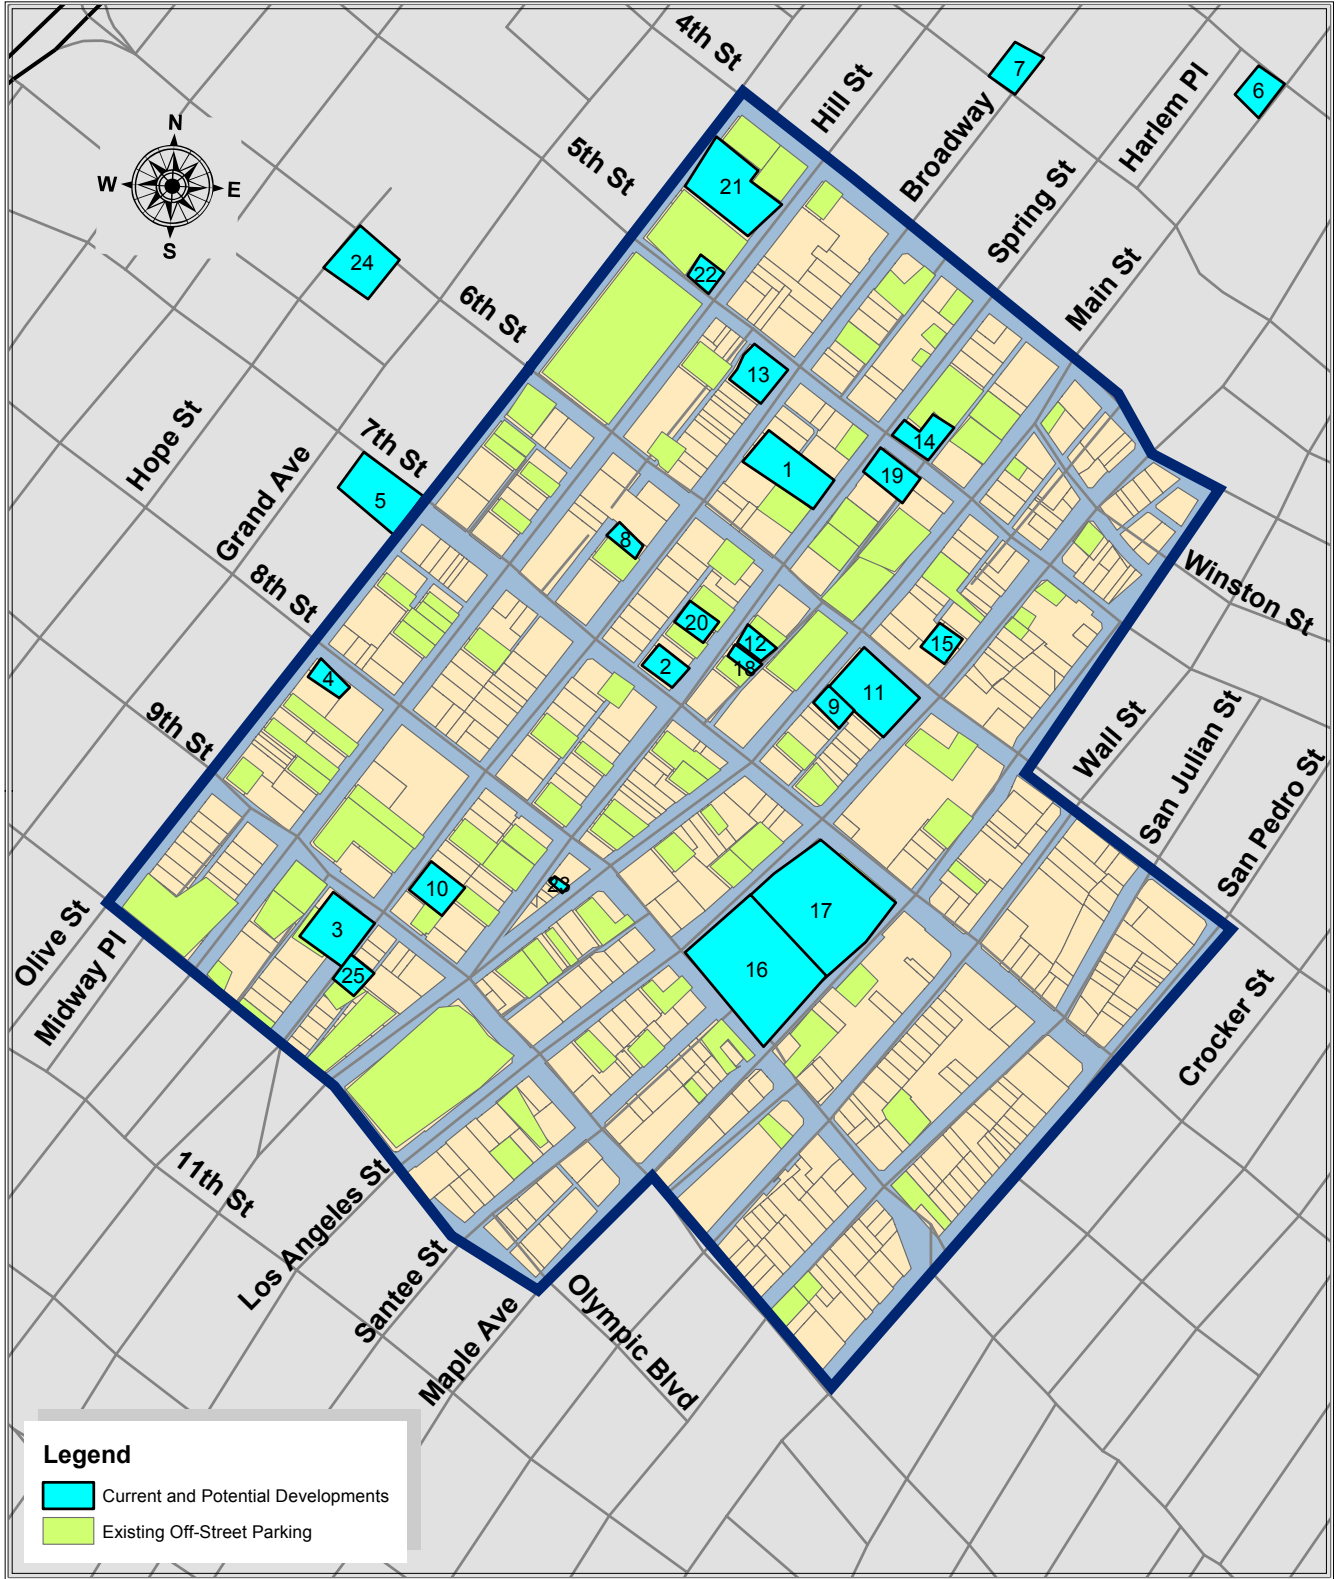 4th St
Hill St
Broadway
7
Harlem Pl
6
N
W
E
S
5th St
21
Spring St
24
22
Main St
6th St
13
14
Hope St
7th St
1
19
Grand Ave
5
8
Winston St
8th St
20
12
18
15
2
4
11
9
9th St
Wall St
San Julian St
San Pedro St
10
23
17
3
16
25
Olive St
Midway Pl
Crocker St
11th St
Los Angeles St
Santee St
Maple Ave
Olympic Blvd
Legend
Current and Potential Developments
Existing Off-Street Parking